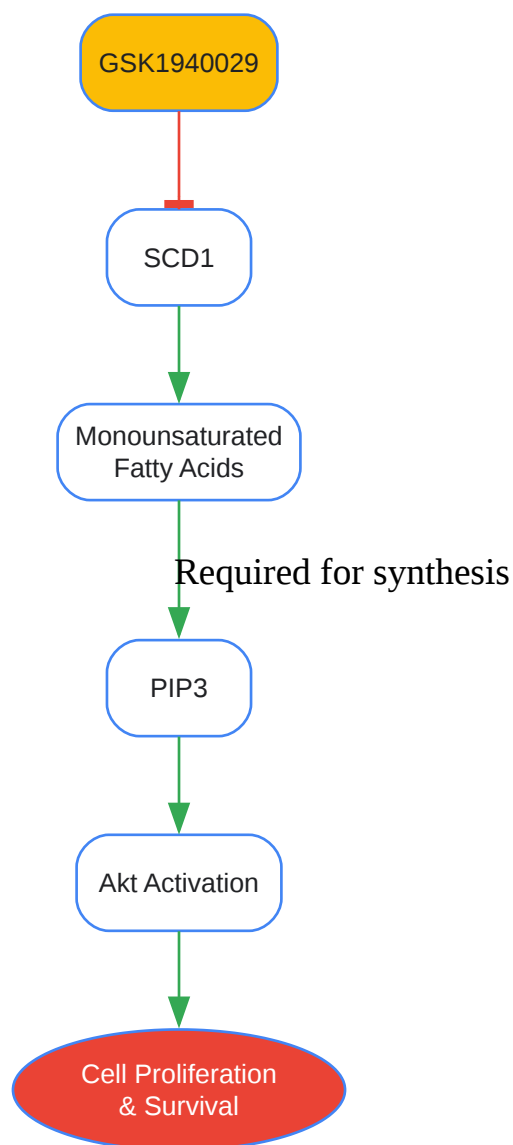 GSK1940029
SCD1
Monounsaturated
Fatty Acids
Required for synthesis
PIP3
Akt Activation
Cell Proliferation
& Survival